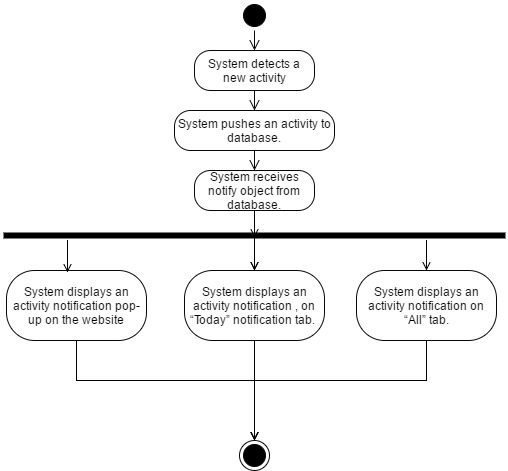 System detects a
new activity
System pushes an activity to
database.
System receives
notify object from
database.
System displays an
activity notification pop-
up on the website
System displays an
activity notification , on
“Today” notification tab.
System displays an
activity notification on
“All” tab.